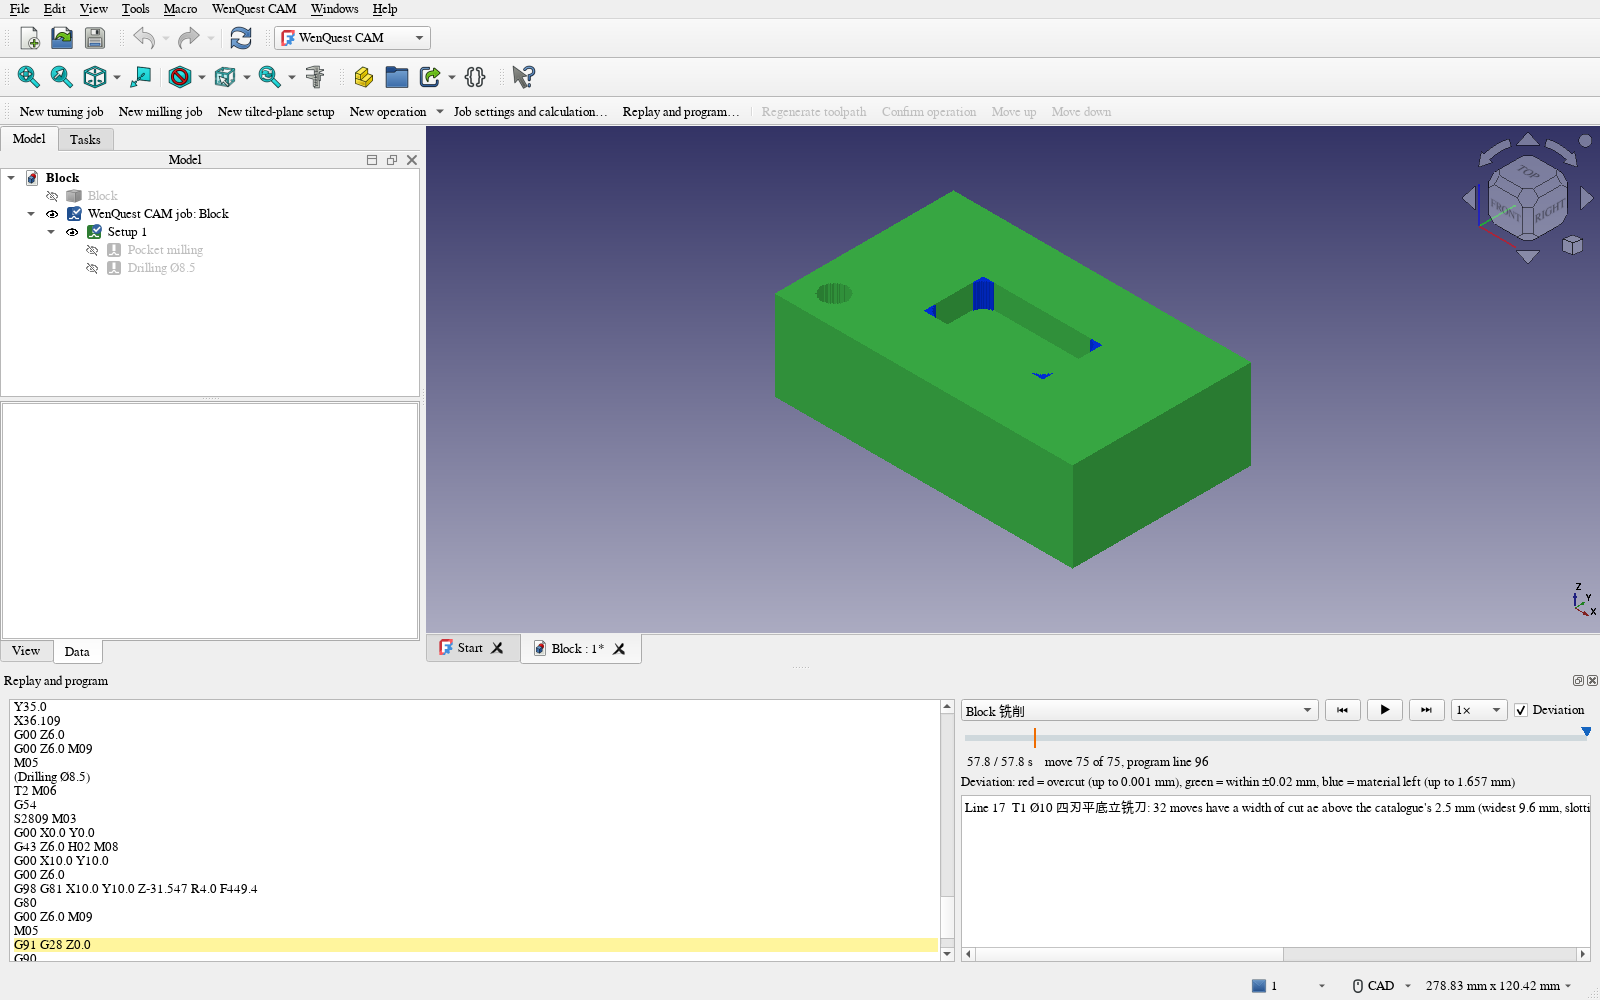 File Edit View Tools Macro WenQuest CAM Windows Help
WenQuest CAM
New turning job New milling job New tilted-plane setup New operation Job settings and calculation… Replay and program… Regenerate toolpath Confirm operation Move up Move down
Model Tasks
Model
Block
Block
WenQuest CAM job: Block
Setup 1
Pocket milling
Drilling Ø8.5
TOP
FRONT RIGHT
Z
Y
X
View Data
Start Block : 1*
Replay and program
Y35.0
X36.109
G00 Z6.0
G00 Z6.0 M09
M05
(Drilling Ø8.5)
T2 M06
G54
S2809 M03
G00 X0.0 Y0.0
G43 Z6.0 H02 M08
G00 X10.0 Y10.0
G00 Z6.0
G98 G81 X10.0 Y10.0 Z-31.547 R4.0 F449.4
G80
G00 Z6.0 M09
M05
G91 G28 Z0.0
G90
Block 铣削 1× Deviation
57.8 / 57.8 s move 75 of 75, program line 96
Deviation: red = overcut (up to 0.001 mm), green = within ±0.02 mm, blue = material left (up to 1.657 mm)
Line 17 T1 Ø10 四刃平底立铣刀: 32 moves have a width of cut ae above the catalogue's 2.5 mm (widest 9.6 mm, slotti
1 CAD 278.83 mm x 120.42 mm